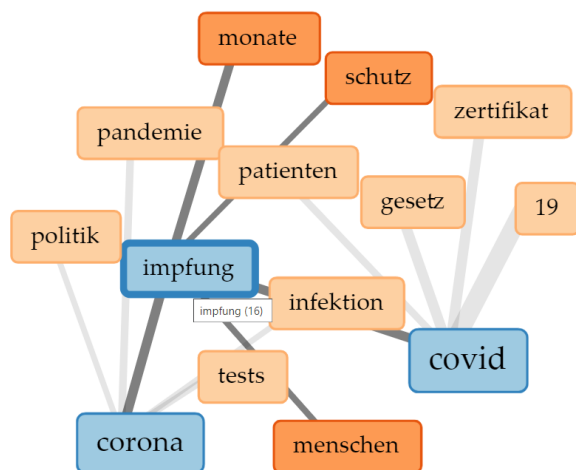 monate
schutz
zertifikat
pandemie
patienten
gesetz
19
politik
impfung
infektion
impfung (16)
covid
tests
corona
menschen